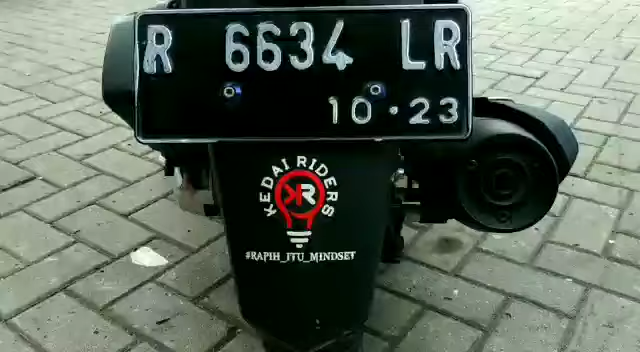 R 6634 LR
10·23
KEDAI RIDERS
KR
#RAPIH_ITU_MINDSET